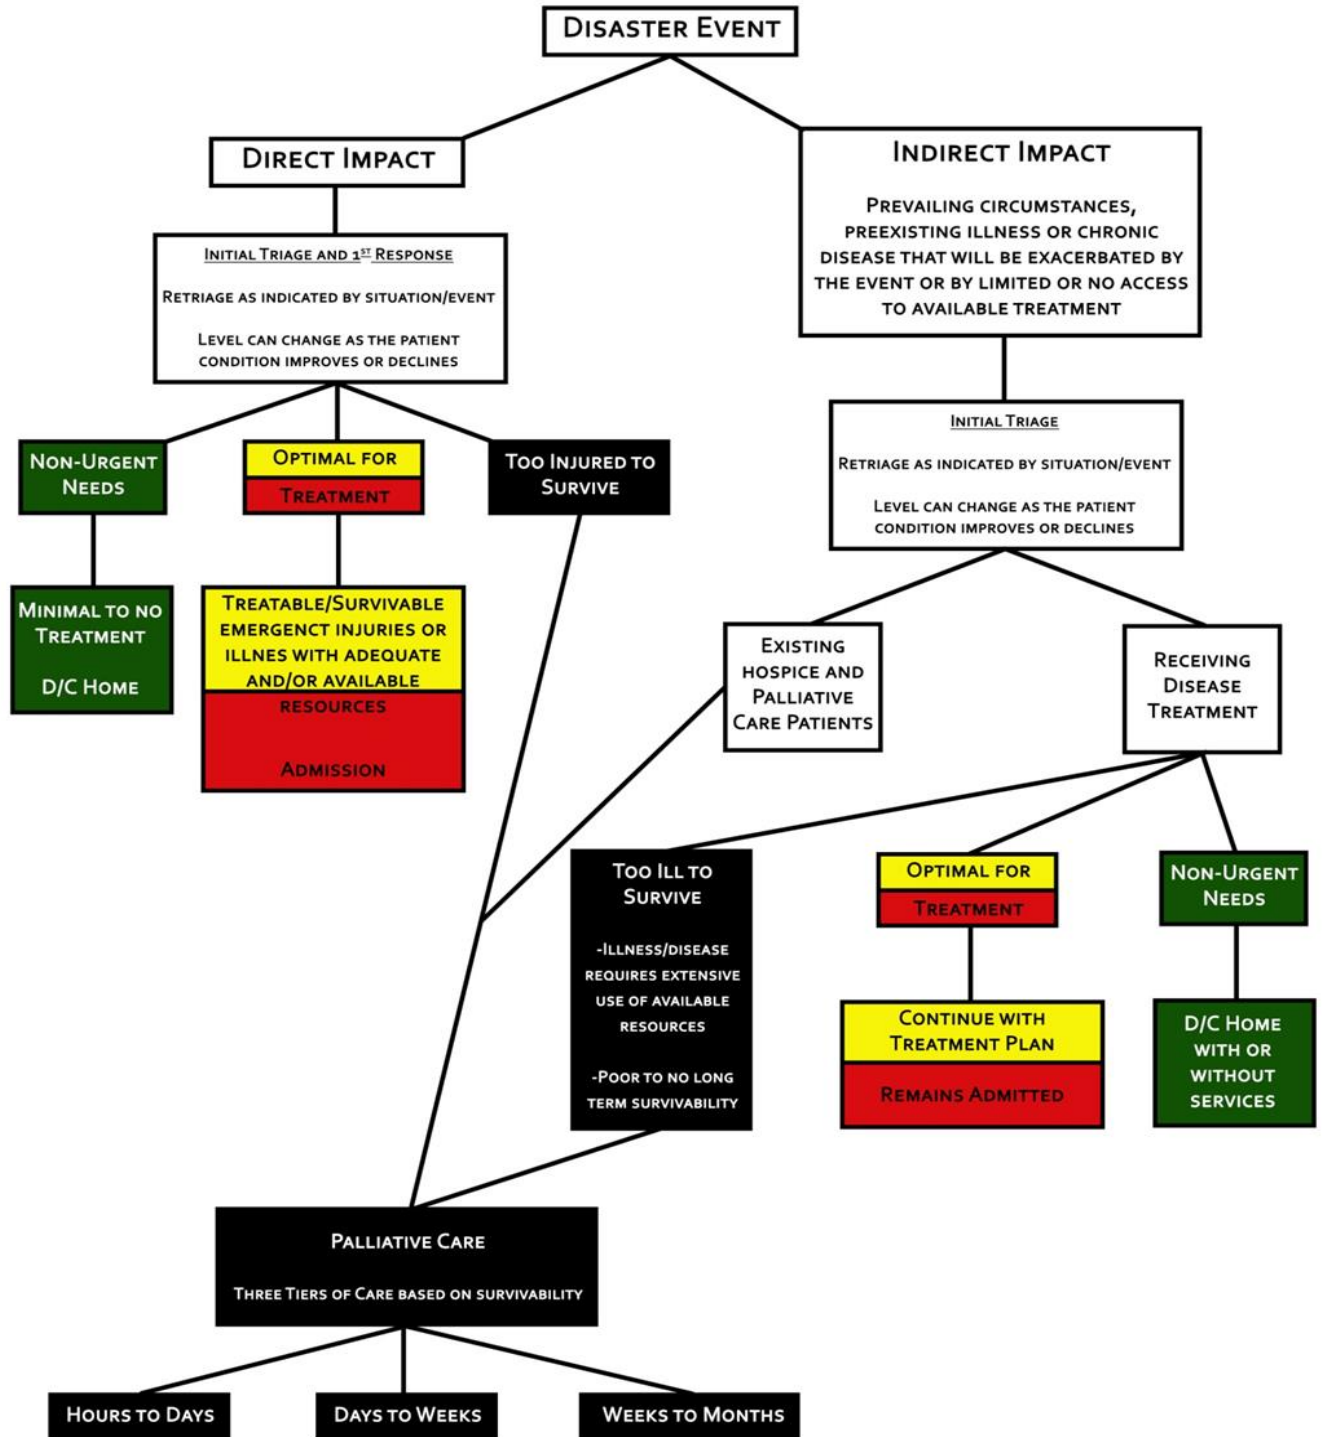 Disaster Event
Direct Impact
Initial Triage and 1st Response
Retriage as indicated by situation/event
Level can change as the patient
condition improves or declines
Non-Urgent
Needs
Minimal to no
Treatment
D/C Home
Optimal for
Treatment
Treatable/Survivable
emergenct injuries or
illnes with adequate
and/or available
resources
Admission
Too Injured to
Survive
Indirect Impact
Prevailing circumstances,
preexisting illness or chronic
disease that will be exacerbated by
the event or by limited or no access
to available treatment
Initial Triage
Retriage as indicated by situation/event
Level can change as the patient
condition improves or declines
Existing
hospice and
Palliative
Care Patients
Receiving
Disease
Treatment
Too Ill to
Survive
-Illness/disease
requires extensive
use of available
resources
-Poor to no long
term survivability
Optimal for
Treatment
Continue with
Treatment Plan
Remains Admitted
Non-Urgent
Needs
D/C Home
with or
without
services
Palliative Care
Three Tiers of Care based on survivability
Hours to Days
Days to Weeks
Weeks to Months